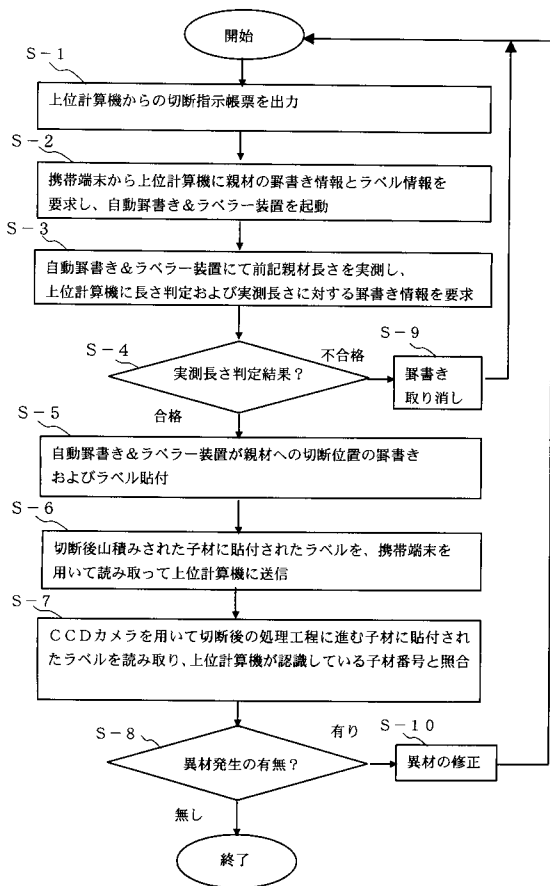 開始
S-1
上位計算機からの切断指示帳票を出力
S-2
携帯端末から上位計算機に親材の罫書き情報とラベル情報を
要求し、自動罫書き&ラベラー装置を起動
S-3
自動罫書き&ラベラー装置にて前記親材長さを実測し、
上位計算機に長さ判定および実測長さに対する罫書き情報を要求
S-4
実測長さ判定結果?
不合格
S-9
罫書き
取り消し
合格
S-5
自動罫書き&ラベラー装置が親材への切断位置の罫書き
およびラベル貼付
S-6
切断後山積みされた子材に貼付されたラベルを、携帯端末を
用いて読み取って上位計算機に送信
S-7
CCDカメラを用いて切断後の処理工程に進む子材に貼付され
たラベルを読み取り、上位計算機が認識している子材番号と照合
S-8
異材発生の有無?
有り
S-10
異材の修正
無し
終了